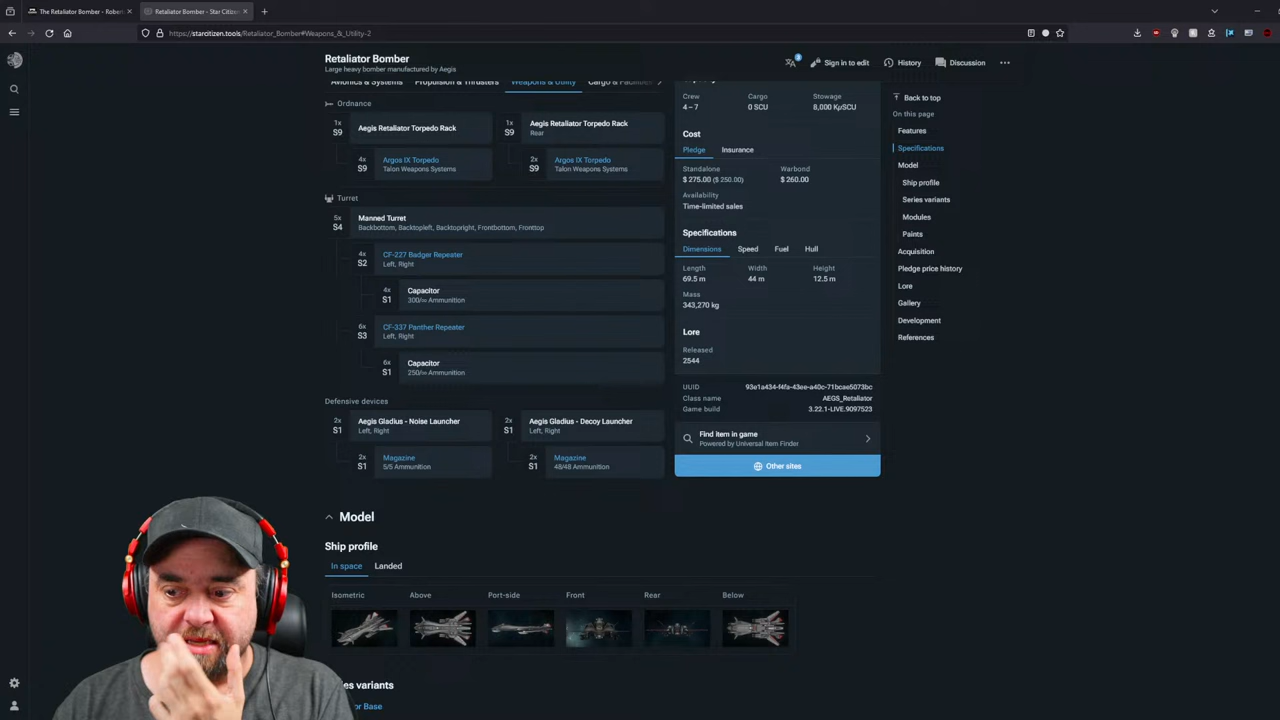 The Retaliator Bomber - Rober
Retaliator Bomber - Star Citizen
https://starcitizen.tools/Retaliator_Bomber#Weapons_&_Utility-2
Retaliator Bomber
Large heavy bomber manufactured by Aegis
Sign in to edit
History
Discussion
Avionics & Systems
Propulsion & Thrusters
Weapons & Utility
Cargo & Facilities
Ordnance
1x
S9
Aegis Retaliator Torpedo Rack
1x
S9
Aegis Retaliator Torpedo Rack
Rear
4x
S9
Argos IX Torpedo
Talon Weapons Systems
2x
S9
Argos IX Torpedo
Talon Weapons Systems
Turret
5x
S4
Manned Turret
Backbottom, Backtopleft, Backtopright, Frontbottom, Fronttop
4x
S2
CF-227 Badger Repeater
Left, Right
4x
S1
Capacitor
300/∞ Ammunition
6x
S3
CF-337 Panther Repeater
Left, Right
6x
S1
Capacitor
250/∞ Ammunition
Defensive devices
2x
S1
Aegis Gladius - Noise Launcher
Left, Right
2x
S1
Aegis Gladius - Decoy Launcher
Left, Right
2x
S1
Magazine
5/5 Ammunition
2x
S1
Magazine
48/48 Ammunition
Model
Ship profile
In space
Landed
Isometric
Above
Port-side
Front
Rear
Below
es variants
or Base
Crew
4 – 7
Cargo
0 SCU
Stowage
8,000 KμSCU
Cost
Pledge
Insurance
Standalone
$ 275.00 ($ 250.00)
Warbond
$ 260.00
Availability
Time-limited sales
Specifications
Dimensions
Speed
Fuel
Hull
Length
69.5 m
Width
44 m
Height
12.5 m
Mass
343,270 kg
Lore
Released
2544
UUID
93e1a434-f4fa-43ee-a40c-71bcae5073bc
Class name
AEGS_Retaliator
Game build
3.22.1-LIVE.9097523
Find item in game
Powered by Universal Item Finder
Other sites
Back to top
On this page
Features
Specifications
Model
Ship profile
Series variants
Modules
Paints
Acquisition
Pledge price history
Lore
Gallery
Development
References